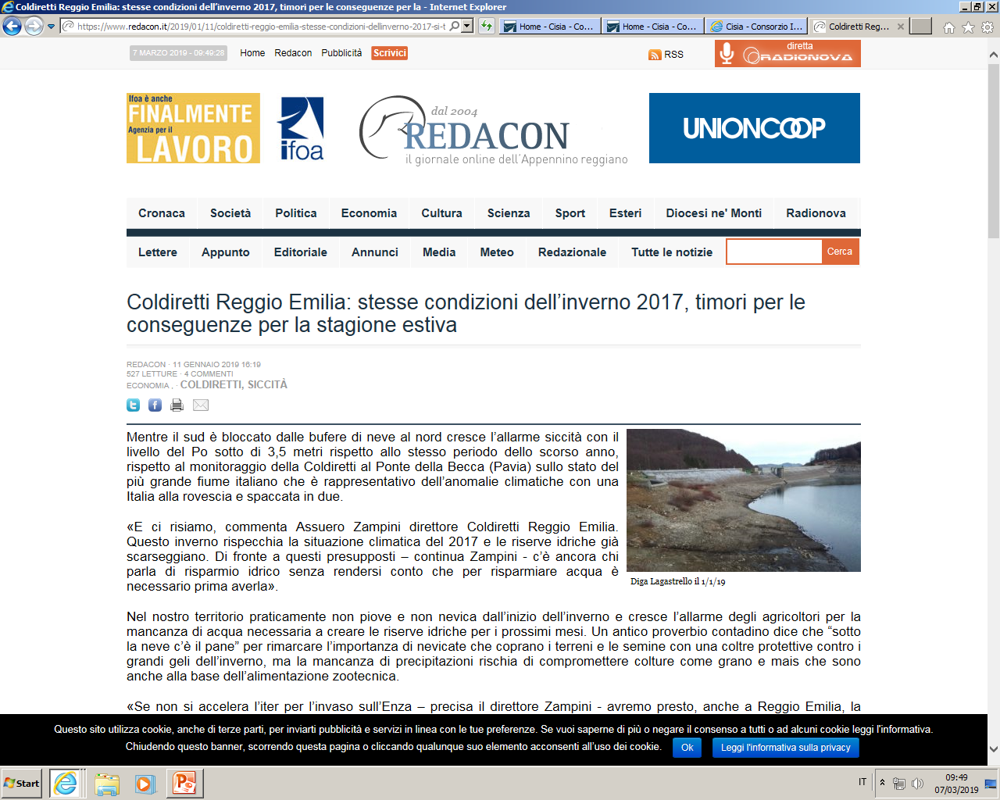 Coldiretti Reggio Emilia: stesse condizioni dell'inverno 2017, timori per le conseguenze per la - Internet Explorer
https://www.redacon.it/2019/01/11/coldiretti-reggio-emilia-stesse-condizioni-dellinverno-2017-si-t
Home - Cisia - Co...
Home - Cisia - Co...
Cisia - Consorzio I...
Coldiretti Reg...
7 MARZO 2019 - 09:49:28
Home Redacon Pubblicità Scrivici
RSS
diretta
RADIONOVA
Ifoa è anche
FINALMENTE
Agenzia per il
LAVORO
ifoa
dal 2004
REDACON
il giornale online dell'Appennino reggiano
UNIONCOOP
Cronaca Società Politica Economia Cultura Scienza Sport Esteri Diocesi ne' Monti Radionova
Lettere Appunto Editoriale Annunci Media Meteo Redazionale Tutte le notizie Cerca
Coldiretti Reggio Emilia: stesse condizioni dell'inverno 2017, timori per le
conseguenze per la stagione estiva
REDACON · 11 GENNAIO 2019 16:19
527 LETTURE · 4 COMMENTI
ECONOMIA , · COLDIRETTI, SICCITÀ
Mentre il sud è bloccato dalle bufere di neve al nord cresce l'allarme siccità con il
livello del Po sotto di 3,5 metri rispetto allo stesso periodo dello scorso anno,
rispetto al monitoraggio della Coldiretti al Ponte della Becca (Pavia) sullo stato del
più grande fiume italiano che è rappresentativo dell'anomalie climatiche con una
Italia alla rovescia e spaccata in due.
«E ci risiamo, commenta Assuero Zampini direttore Coldiretti Reggio Emilia.
Questo inverno rispecchia la situazione climatica del 2017 e le riserve idriche già
scarseggiano. Di fronte a questi presupposti – continua Zampini - c'è ancora chi
parla di risparmio idrico senza rendersi conto che per risparmiare acqua è
necessario prima averla».
Diga Lagastrello il 1/1/19
Nel nostro territorio praticamente non piove e non nevica dall'inizio dell'inverno e cresce l'allarme degli agricoltori per la
mancanza di acqua necessaria a creare le riserve idriche per i prossimi mesi. Un antico proverbio contadino dice che “sotto
la neve c'è il pane” per rimarcare l'importanza di nevicate che coprano i terreni e le semine con una coltre protettive contro i
grandi geli dell'inverno, ma la mancanza di precipitazioni rischia di compromettere colture come grano e mais che sono
anche alla base dell'alimentazione zootecnica.
«Se non si accelera l'iter per l'invaso sull'Enza – precisa il direttore Zampini - avremo presto, anche a Reggio Emilia, la
Questo sito utilizza cookie, anche di terze parti, per inviarti pubblicità e servizi in linea con le tue preferenze. Se vuoi saperne di più o negare il consenso a tutti o ad alcuni cookie leggi l'informativa.
Chiudendo questo banner, scorrendo questa pagina o cliccando qualunque suo elemento acconsenti all'uso dei cookie. Ok Leggi l'informativa sulla privacy
Start
IT
09:49
07/03/2019